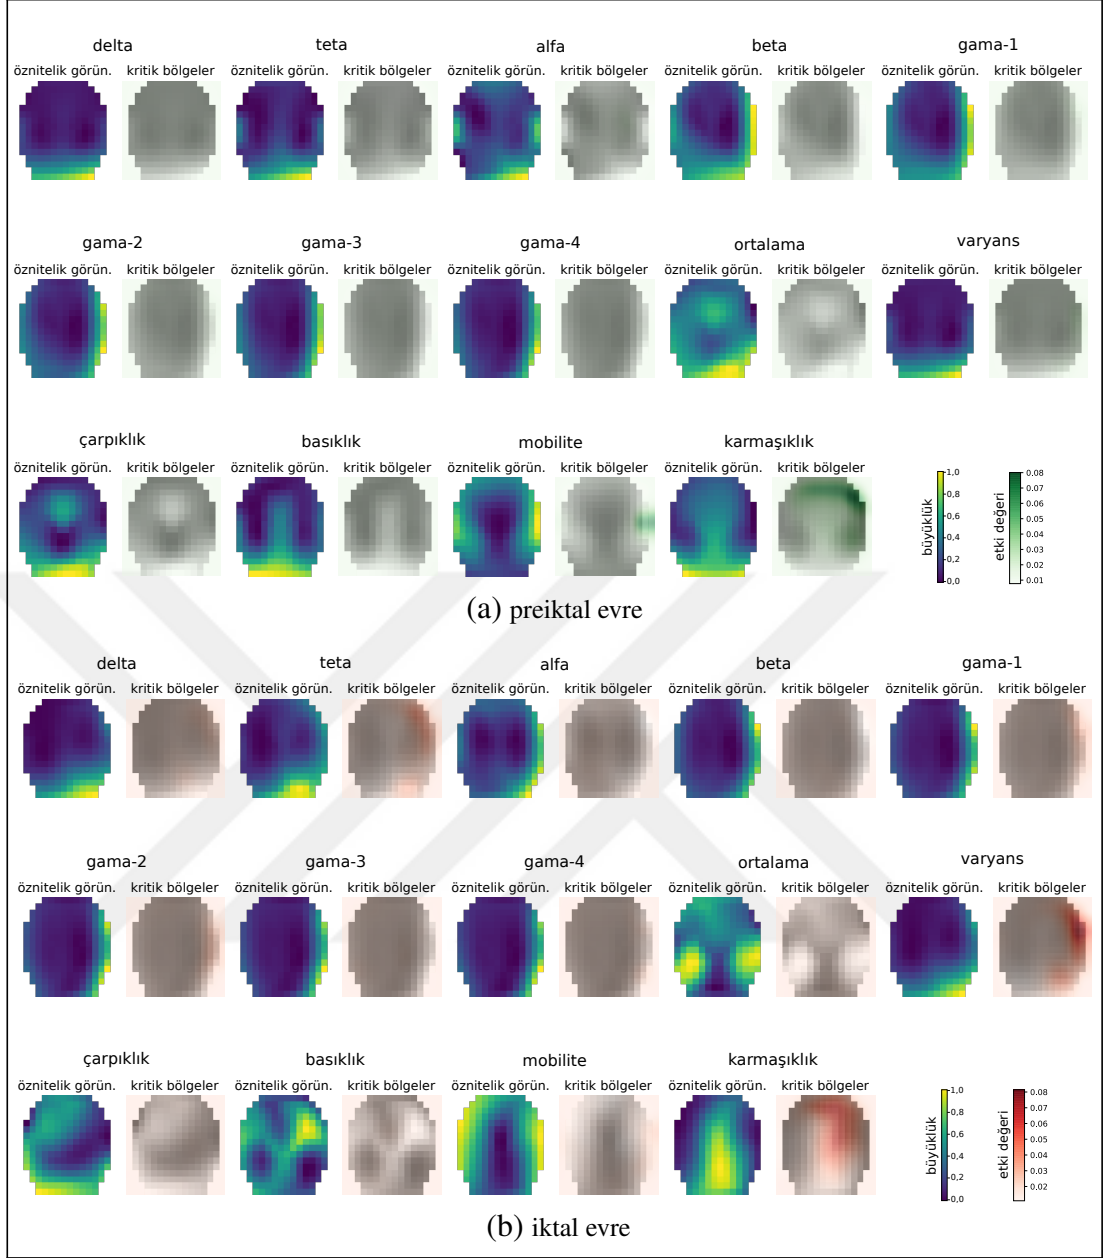 delta teta alfa beta gama-1
öznitelik görün. kritik bölgeler öznitelik görün. kritik bölgeler öznitelik görün. kritik bölgeler öznitelik görün. kritik bölgeler öznitelik görün. kritik bölgeler
gama-2 gama-3 gama-4 ortalama varyans
öznitelik görün. kritik bölgeler öznitelik görün. kritik bölgeler öznitelik görün. kritik bölgeler öznitelik görün. kritik bölgeler öznitelik görün. kritik bölgeler
çarpıklık basıklık mobilite karmaşıklık
öznitelik görün. kritik bölgeler öznitelik görün. kritik bölgeler öznitelik görün. kritik bölgeler öznitelik görün. kritik bölgeler
büyüklük
1,0
0,8
0,6
0,4
0,2
0,0
etki değeri
0.08
0.07
0.06
0.05
0.04
0.03
0.02
0.01
(a) preiktal evre
delta teta alfa beta gama-1
öznitelik görün. kritik bölgeler öznitelik görün. kritik bölgeler öznitelik görün. kritik bölgeler öznitelik görün. kritik bölgeler öznitelik görün. kritik bölgeler
gama-2 gama-3 gama-4 ortalama varyans
öznitelik görün. kritik bölgeler öznitelik görün. kritik bölgeler öznitelik görün. kritik bölgeler öznitelik görün. kritik bölgeler öznitelik görün. kritik bölgeler
çarpıklık basıklık mobilite karmaşıklık
öznitelik görün. kritik bölgeler öznitelik görün. kritik bölgeler öznitelik görün. kritik bölgeler öznitelik görün. kritik bölgeler
büyüklük
1,0
0,8
0,6
0,4
0,2
0,0
etki değeri
0.08
0.07
0.06
0.05
0.04
0.03
0.02
(b) iktal evre